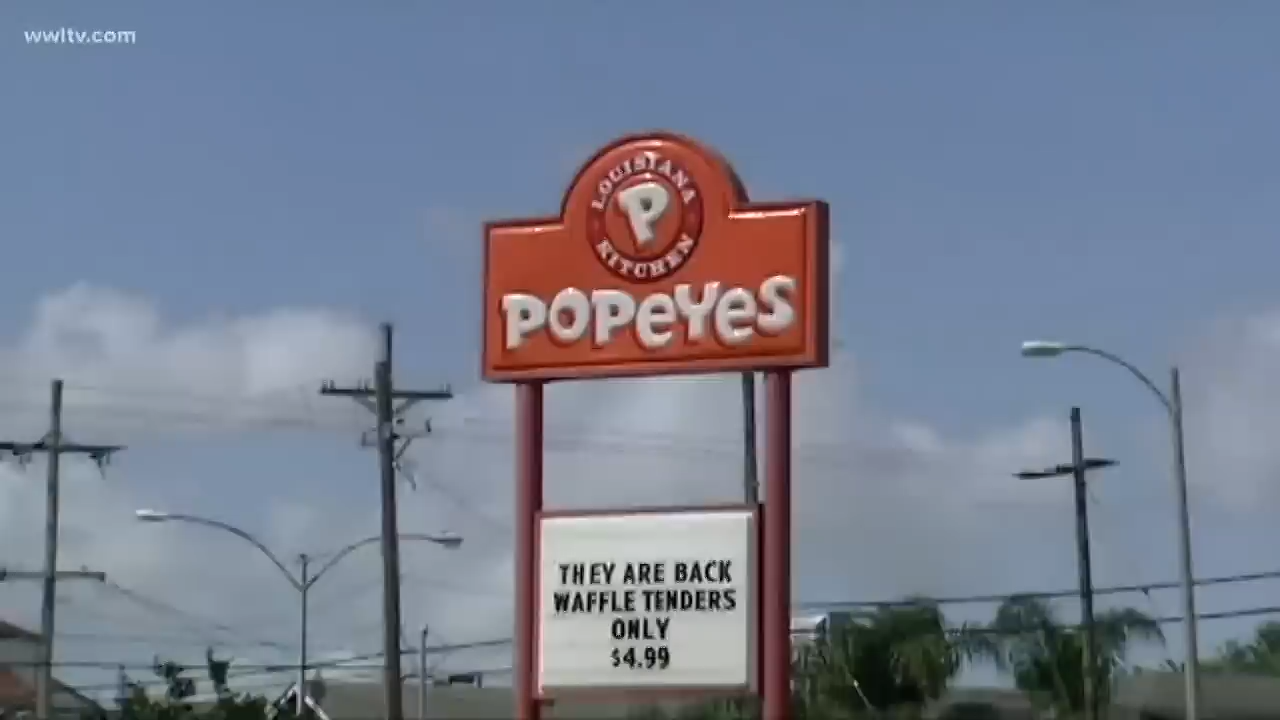 wwltv.com
LOUISIANA
P
KITCHEN
POPEYES
THEY ARE BACK
WAFFLE TENDERS
ONLY
$4.99